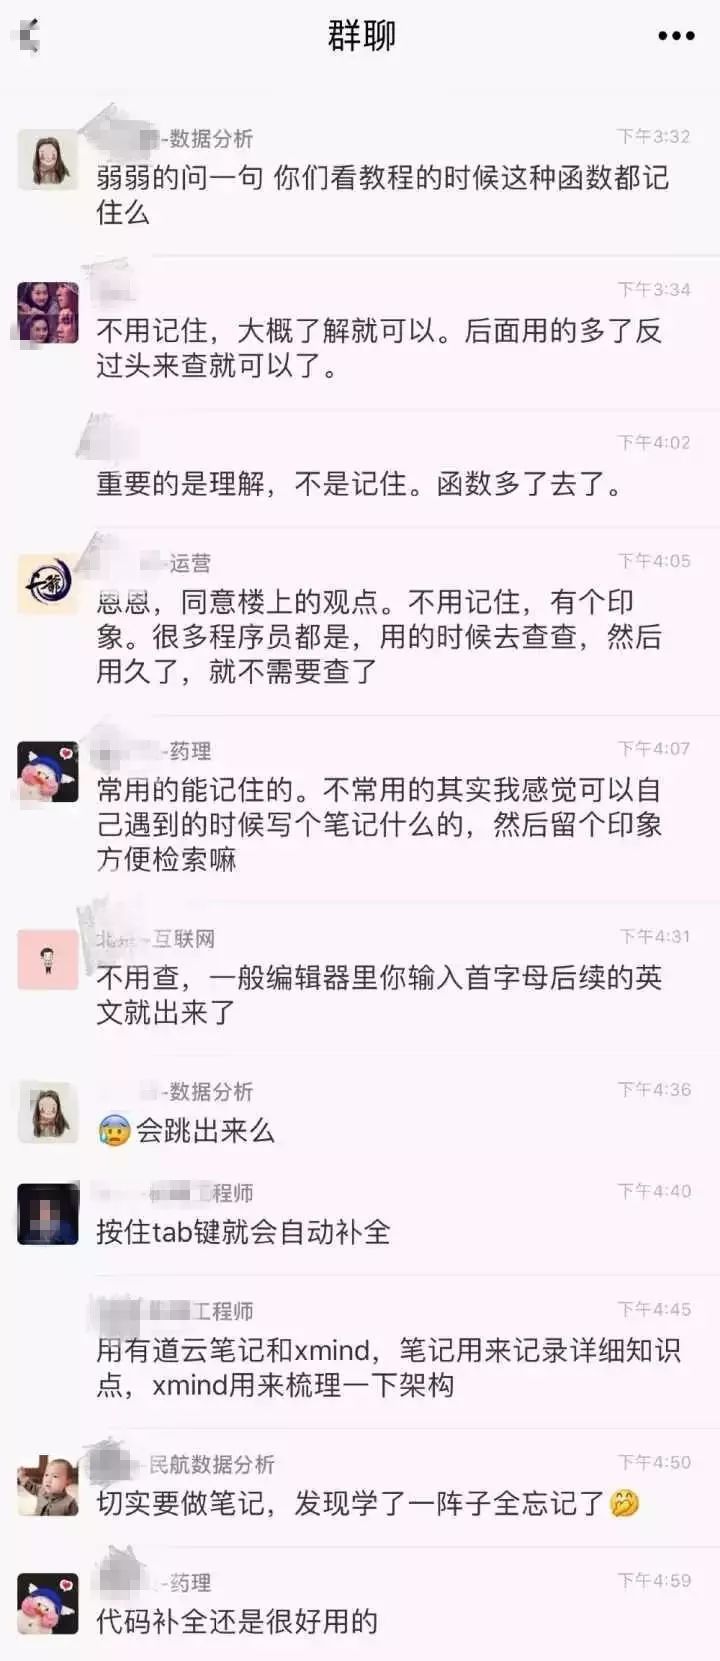 群聊
-数据分析
下午3:32
弱弱的问一句 你们看教程的时候这种函数都记
住么
下午3:34
不用记住，大概了解就可以。后面用的多了反
过头来查就可以了。
下午4:02
重要的是理解，不是记住。函数多了去了。
-运营
下午4:05
恩恩，同意楼上的观点。不用记住，有个印
象。很多程序员都是，用的时候去查查，然后
用久了，就不需要查了
-药理
下午4:07
常用的能记住的。不常用的其实我感觉可以自
己遇到的时候写个笔记什么的，然后留个印象
方便检索嘛
-互联网
下午4:31
不用查，一般编辑器里你输入首字母后续的英
文就出来了
-数据分析
下午4:36
😰会跳出来么
工程师
下午4:40
按住tab键就会自动补全
工程师
下午4:45
用有道云笔记和xmind，笔记用来记录详细知识
点，xmind用来梳理一下架构
-民航数据分析
下午4:50
切实要做笔记，发现学了一阵子全忘记了🤭
-药理
下午4:59
代码补全还是很好用的